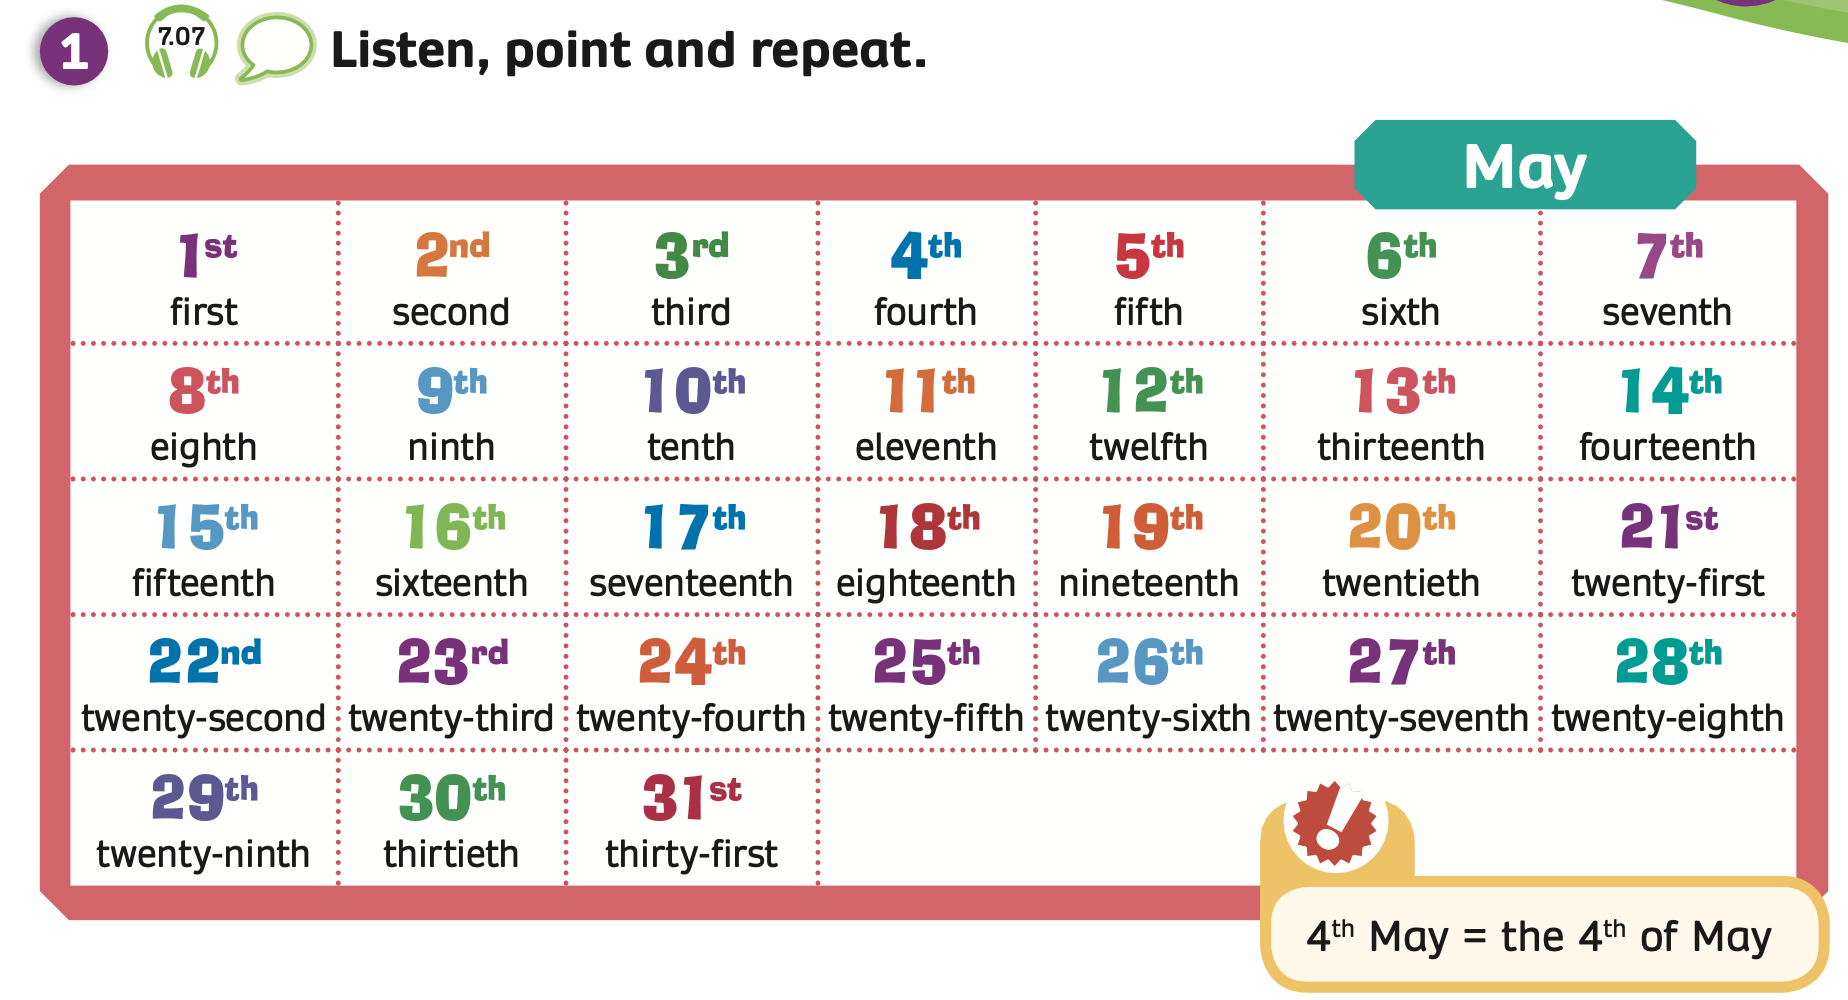 1 7.07 Listen, point and repeat.
May
1st 2nd 3rd 4th 5th 6th 7th
first second third fourth fifth sixth seventh
8th 9th 10th 11th 12th 13th 14th
eighth ninth tenth eleventh twelfth thirteenth fourteenth
15th 16th 17th 18th 19th 20th 21st
fifteenth sixteenth seventeenth eighteenth nineteenth twentieth twenty-first
22nd 23rd 24th 25th 26th 27th 28th
twenty-second twenty-third twenty-fourth twenty-fifth twenty-sixth twenty-seventh twenty-eighth
29th 30th 31st
twenty-ninth thirtieth thirty-first
!
4th May = the 4th of May